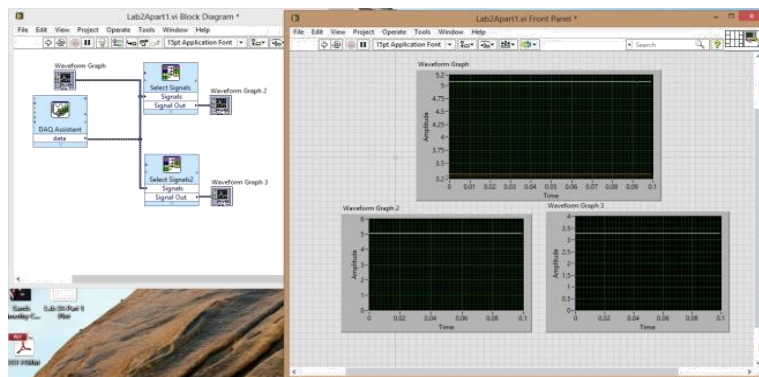 Lab2Apart1.vi Block Diagram *
File Edit View Project Operate Tools Window Help
15pt Application Font
Waveform Graph
Select Signals
Signals
Signal Out
Waveform Graph 2
DAQ Assistant
data
Select Signals2
Signals
Signal Out
Waveform Graph 3
Lab 2A Part 1
Lab2Apart1.vi Front Panel *
File Edit View Project Operate Tools Window Help
15pt Application Font
Search
Waveform Graph
Amplitude
5.2
5
4.75
4.5
4.25
4
3.75
3.5
3.2
0 0.01 0.02 0.03 0.04 0.05 0.06 0.07 0.08 0.09 0.1
Time
Waveform Graph 2
Amplitude
6
5
4
3
2
1
0
0 0.02 0.04 0.06 0.08 0.1
Time
Waveform Graph 3
Amplitude
4
3.5
3
2.5
2
1.5
1
0.5
0
0 0.02 0.04 0.06 0.08 0.1
Time